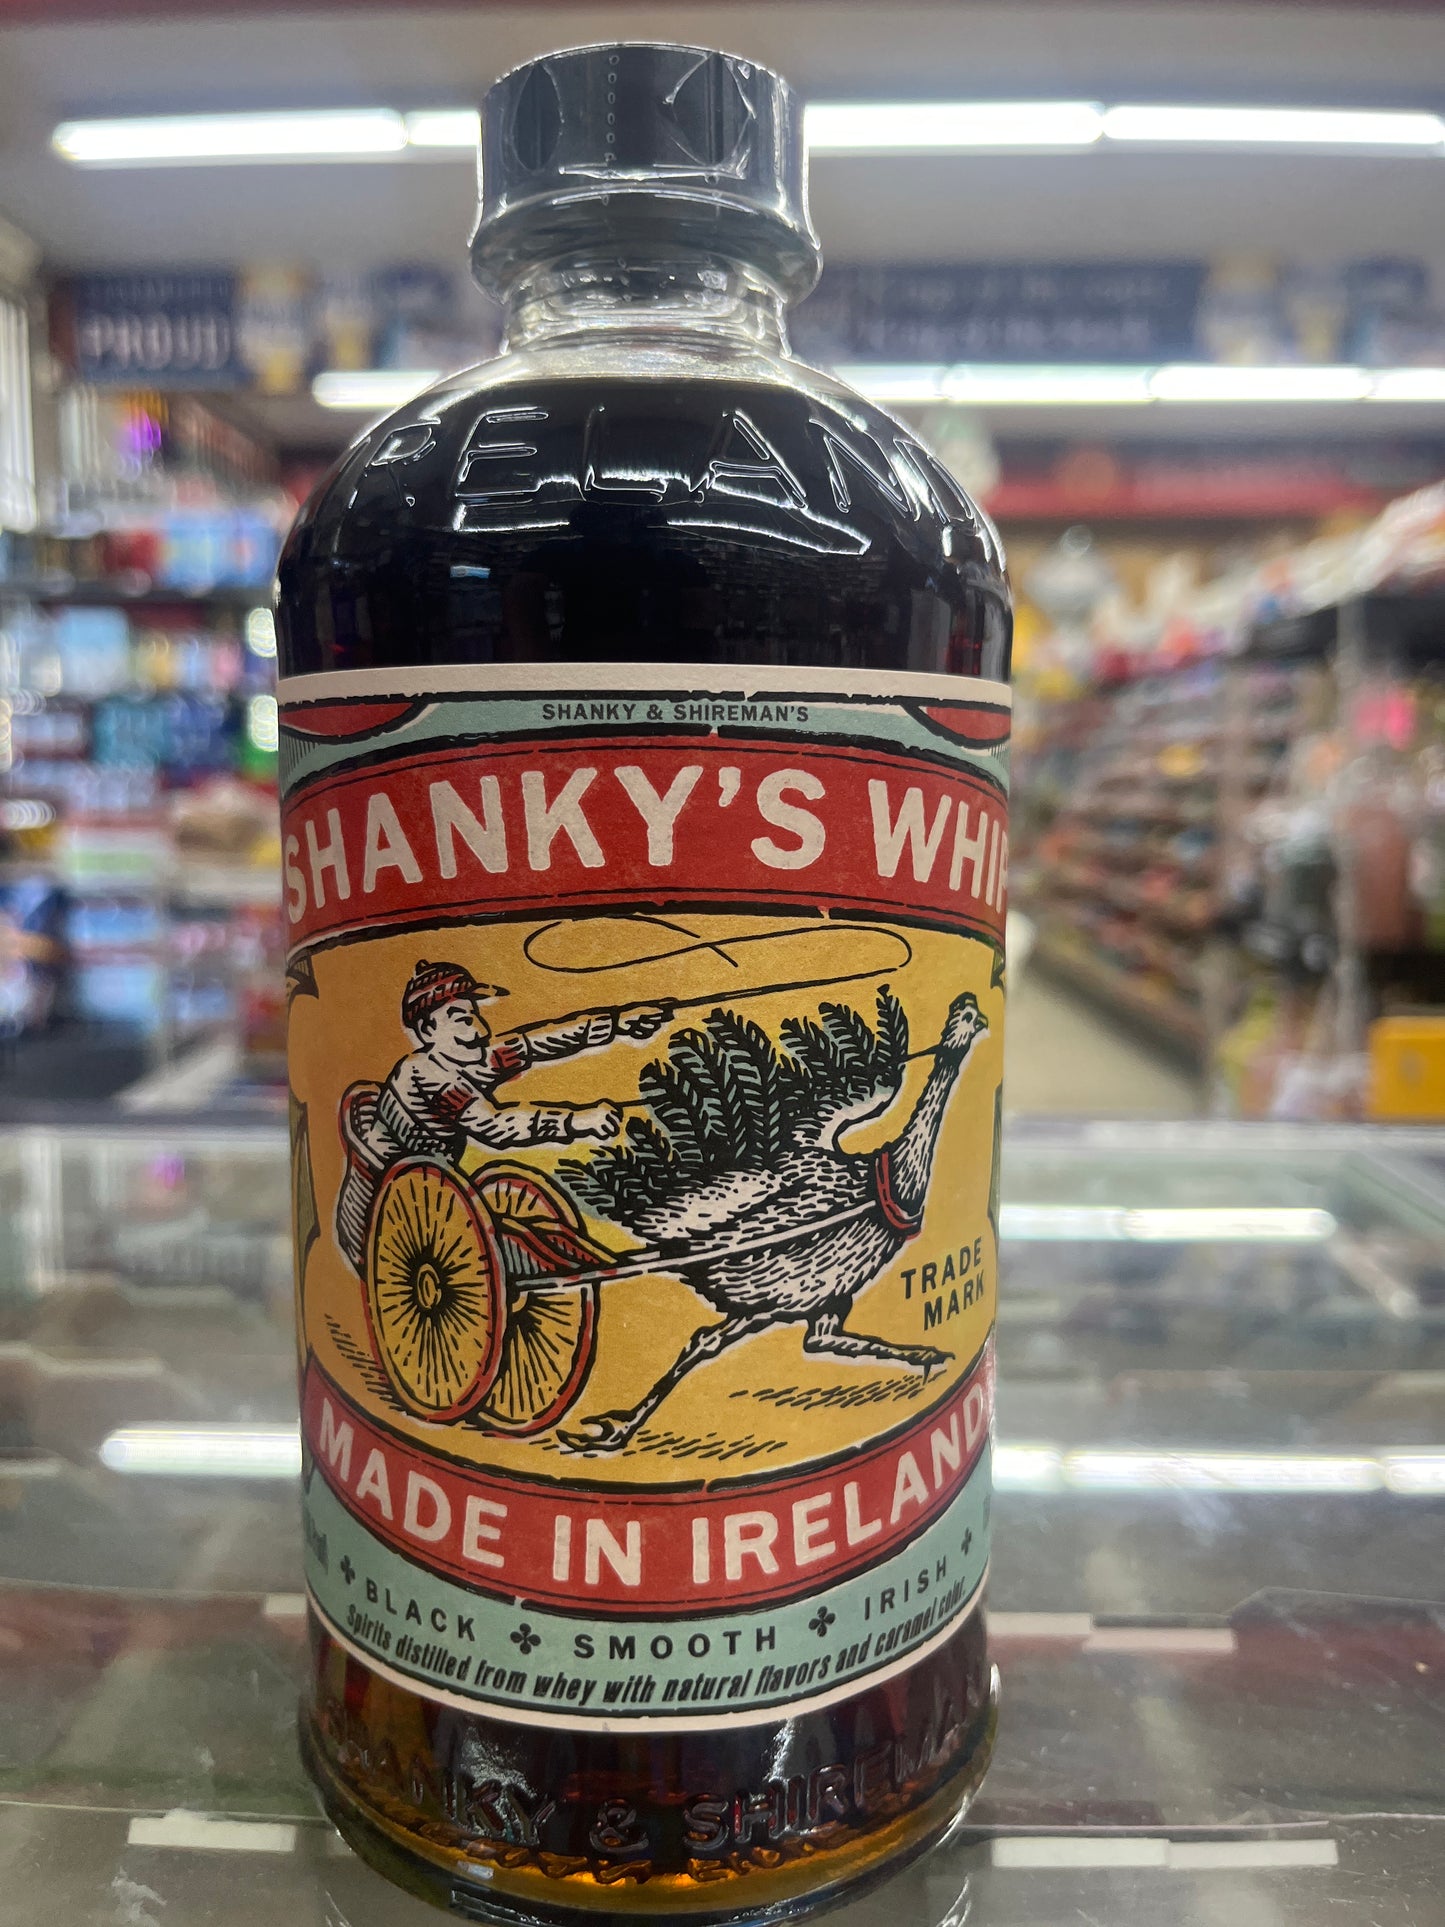 PROUD
IRELAND
SHANKY & SHIREMAN'S
SHANKY'S WHIP
TRADE
MARK
MADE IN IRELAND
BLACK ♣ SMOOTH ♣ IRISH
Spirits distilled from whey with natural flavors and caramel color.
SHANKY & SHIREMAN